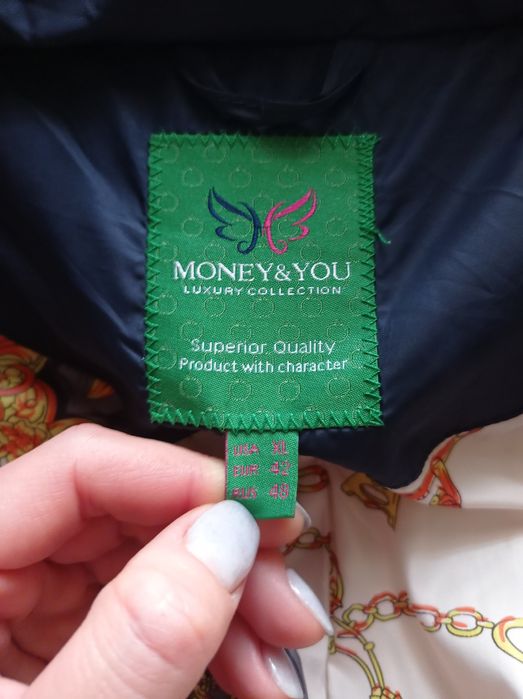 MONEY&YOU
LUXURY COLLECTION
Superior Quality
Product with character
USA XL
EUR 42
RUS 48